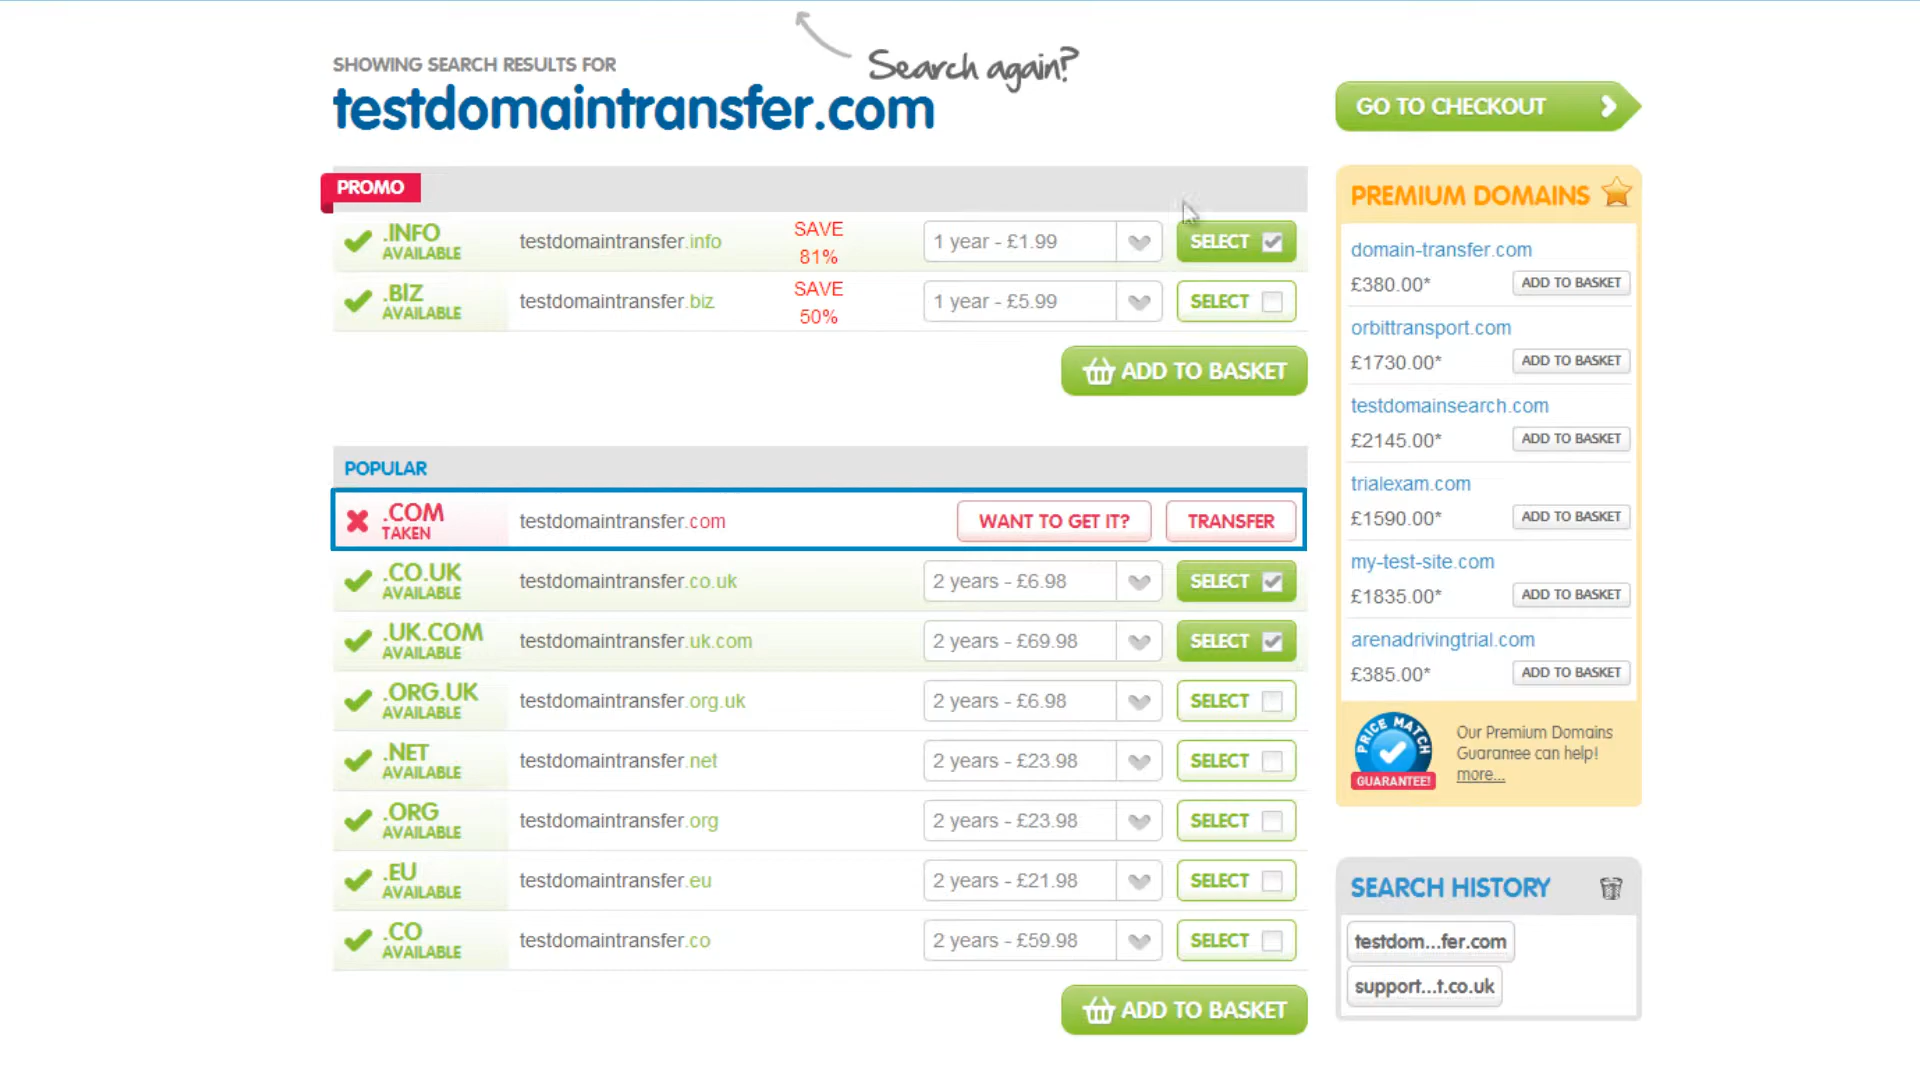 Search again?
SHOWING SEARCH RESULTS FOR
testdomaintransfer.com
GO TO CHECKOUT
PROMO
.INFO
AVAILABLE
testdomaintransfer.info
SAVE
81%
1 year - £1.99
SELECT
.BIZ
AVAILABLE
testdomaintransfer.biz
SAVE
50%
1 year - £5.99
SELECT
ADD TO BASKET
POPULAR
.COM
TAKEN
testdomaintransfer.com
WANT TO GET IT?
TRANSFER
.CO.UK
AVAILABLE
testdomaintransfer.co.uk
2 years - £6.98
SELECT
.UK.COM
AVAILABLE
testdomaintransfer.uk.com
2 years - £69.98
SELECT
.ORG.UK
AVAILABLE
testdomaintransfer.org.uk
2 years - £6.98
SELECT
.NET
AVAILABLE
testdomaintransfer.net
2 years - £23.98
SELECT
.ORG
AVAILABLE
testdomaintransfer.org
2 years - £23.98
SELECT
.EU
AVAILABLE
testdomaintransfer.eu
2 years - £21.98
SELECT
.CO
AVAILABLE
testdomaintransfer.co
2 years - £59.98
SELECT
ADD TO BASKET
PREMIUM DOMAINS
domain-transfer.com
£380.00*
ADD TO BASKET
orbittransport.com
£1730.00*
ADD TO BASKET
testdomainsearch.com
£2145.00*
ADD TO BASKET
trialexam.com
£1590.00*
ADD TO BASKET
my-test-site.com
£1835.00*
ADD TO BASKET
arenadrivingtrial.com
£385.00*
ADD TO BASKET
PRICE MATCH
GUARANTEE!
Our Premium Domains
Guarantee can help!
more...
SEARCH HISTORY
testdom...fer.com
support...t.co.uk